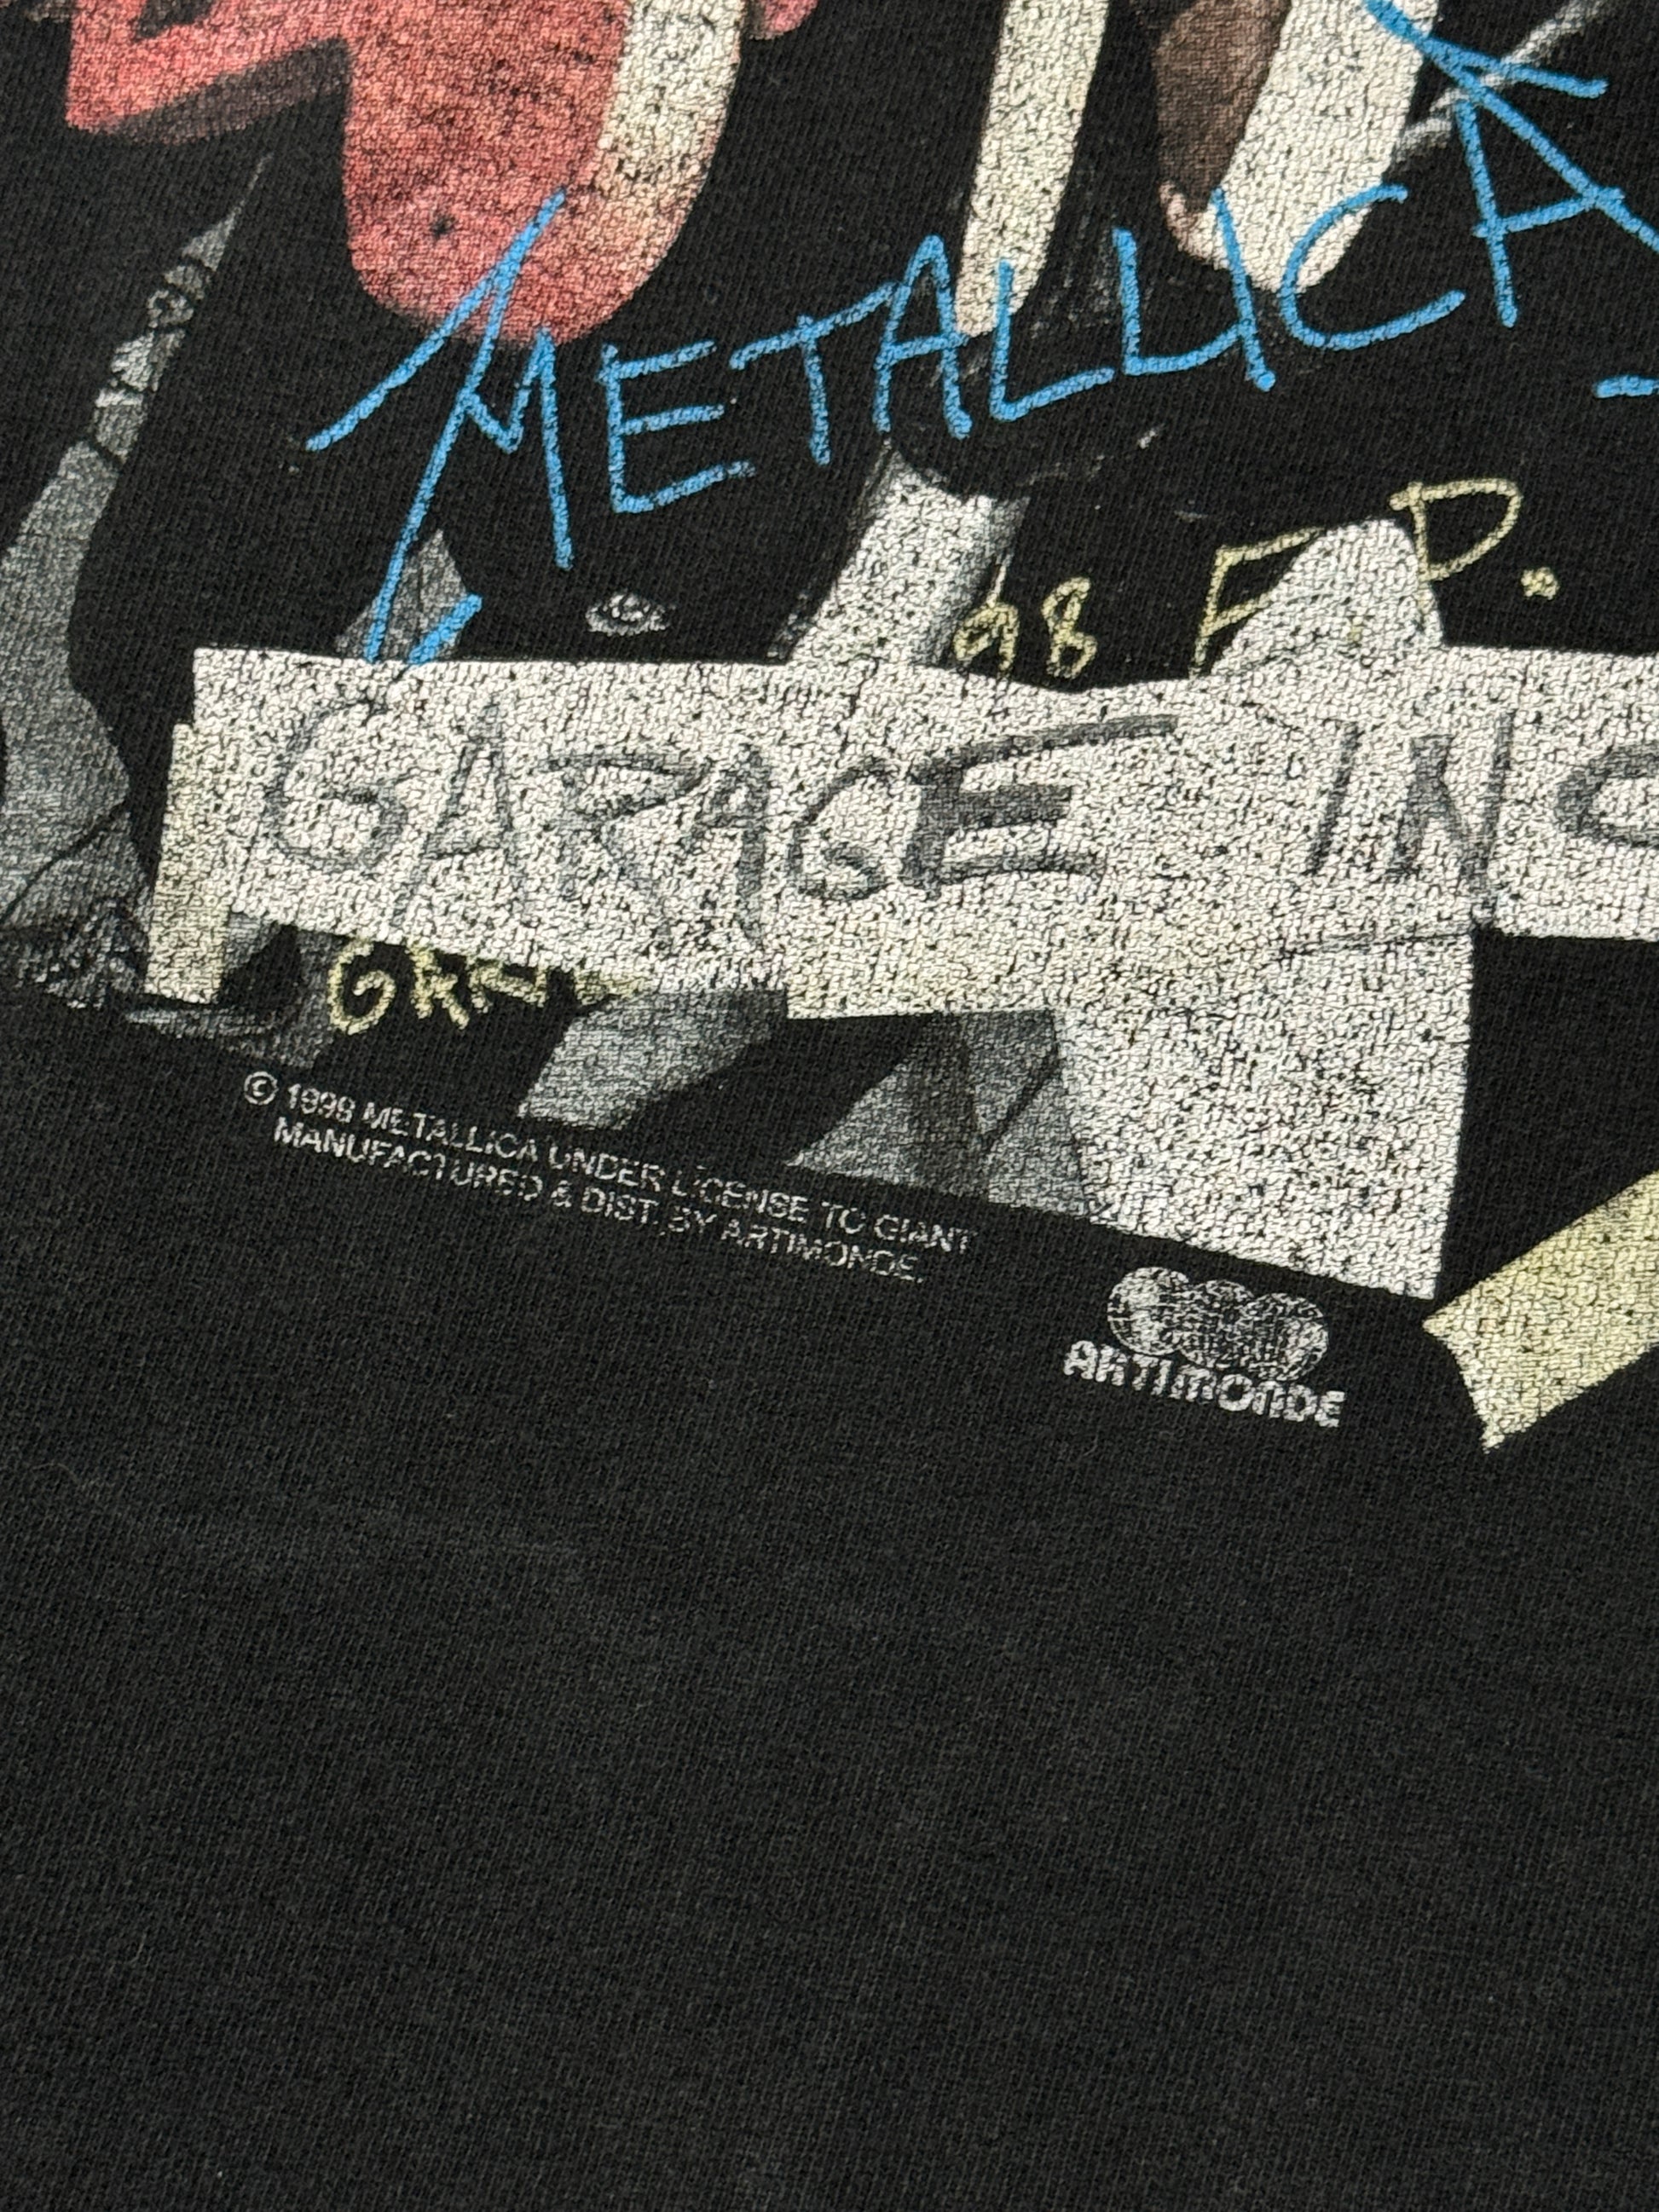 METALLICA
98 E.P.
GARAGE INC
© 1998 METALLICA UNDER LICENSE TO GIANT
MANUFACTURED & DIST. BY ARTIMONDE.
ARTIMONDE